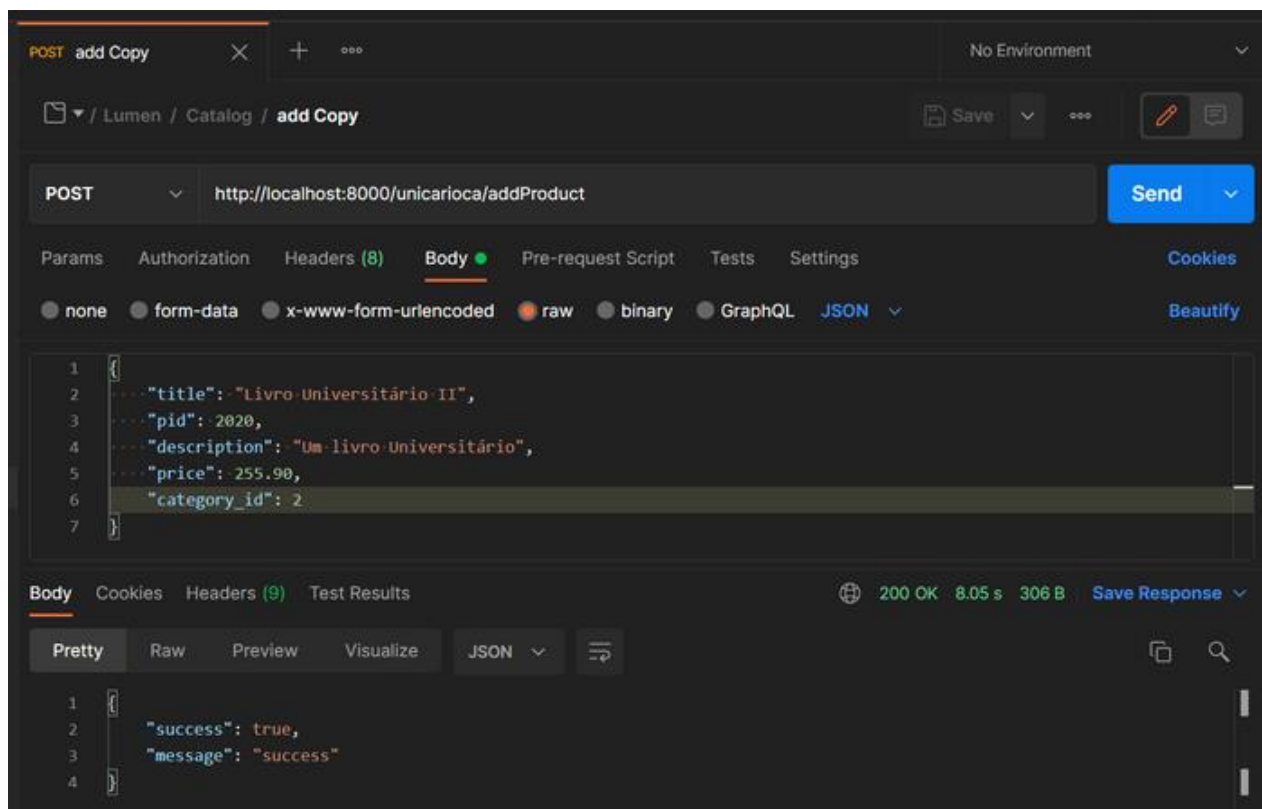 POST add Copy
No Environment
/ Lumen / Catalog / add Copy
Save
POST http://localhost:8000/unicarioca/addProduct Send
Params Authorization Headers (8) Body Pre-request Script Tests Settings Cookies
none form-data x-www-form-urlencoded raw binary GraphQL JSON Beautify
1 {
2 "title": "Livro Universitário II",
3 "pid": 2020,
4 "description": "Um livro Universitário",
5 "price": 255.90,
6 "category_id": 2
7 }
Body Cookies Headers (9) Test Results 200 OK 8.05 s 306 B Save Response
Pretty Raw Preview Visualize JSON
1 {
2 "success": true,
3 "message": "success"
4 }